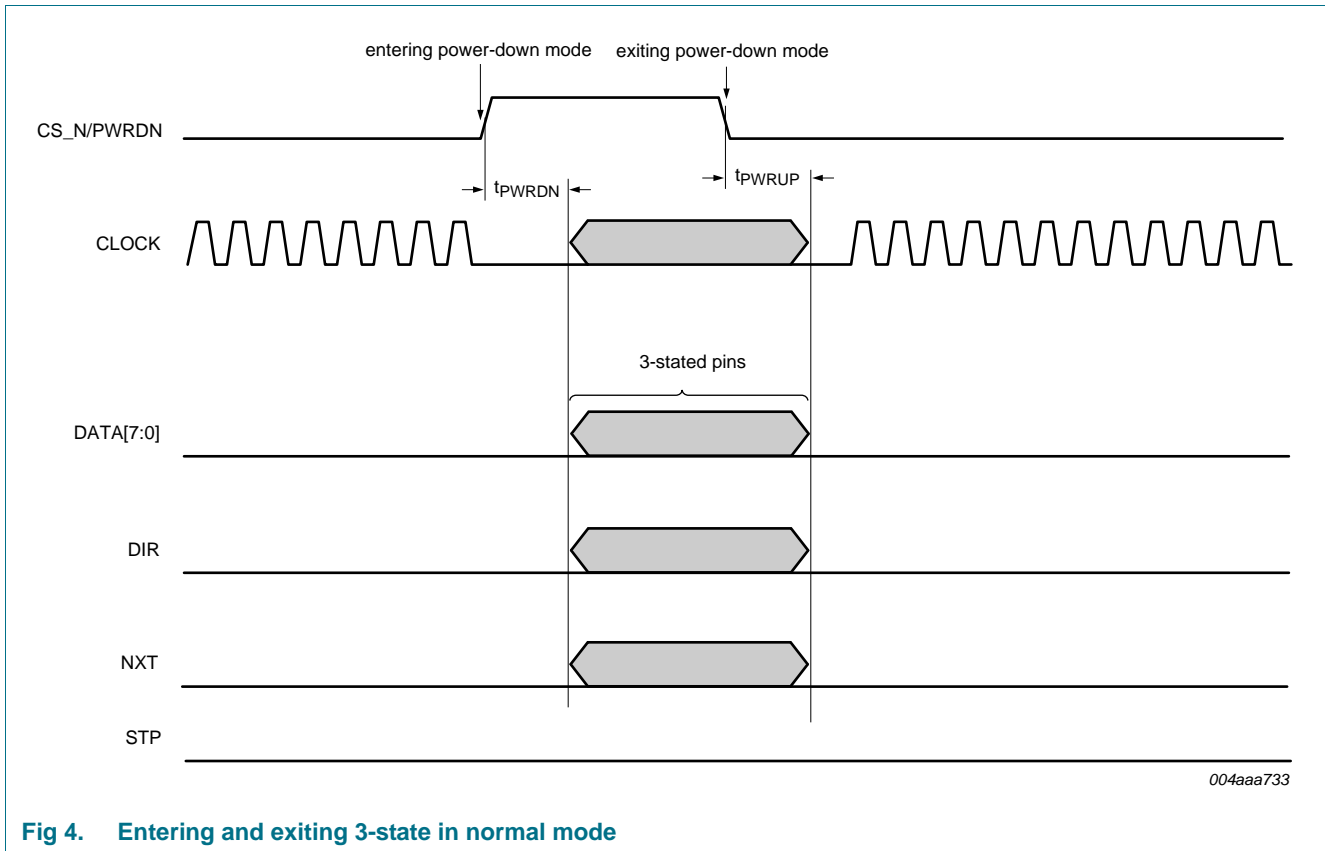 entering power-down mode
exiting power-down mode
CS_N/PWRDN
tPWRDN
tPWRUP
CLOCK
3-stated pins
DATA[7:0]
DIR
NXT
STP
004aaa733
Fig 4. Entering and exiting 3-state in normal mode